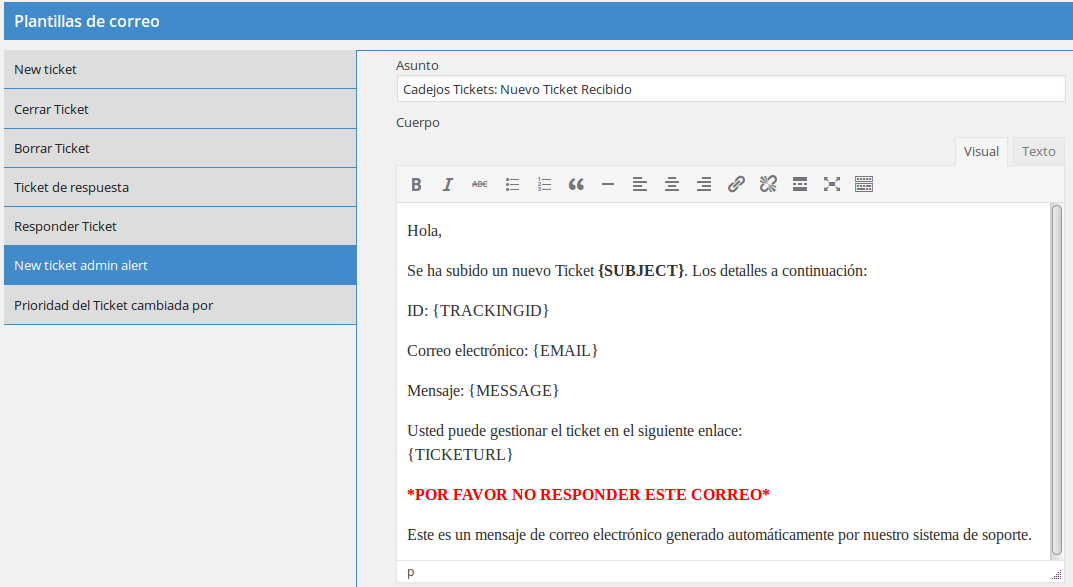 Plantillas de correo
New ticket
Cerrar Ticket
Borrar Ticket
Ticket de respuesta
Responder Ticket
New ticket admin alert
Prioridad del Ticket cambiada por
Asunto
Cadejos Tickets: Nuevo Ticket Recibido
Cuerpo
Visual Texto
B I ABC
Hola,
Se ha subido un nuevo Ticket {SUBJECT}. Los detalles a continuación:
ID: {TRACKINGID}
Correo electrónico: {EMAIL}
Mensaje: {MESSAGE}
Usted puede gestionar el ticket en el siguiente enlace:
{TICKETURL}
*POR FAVOR NO RESPONDER ESTE CORREO*
Este es un mensaje de correo electrónico generado automáticamente por nuestro sistema de soporte.
p